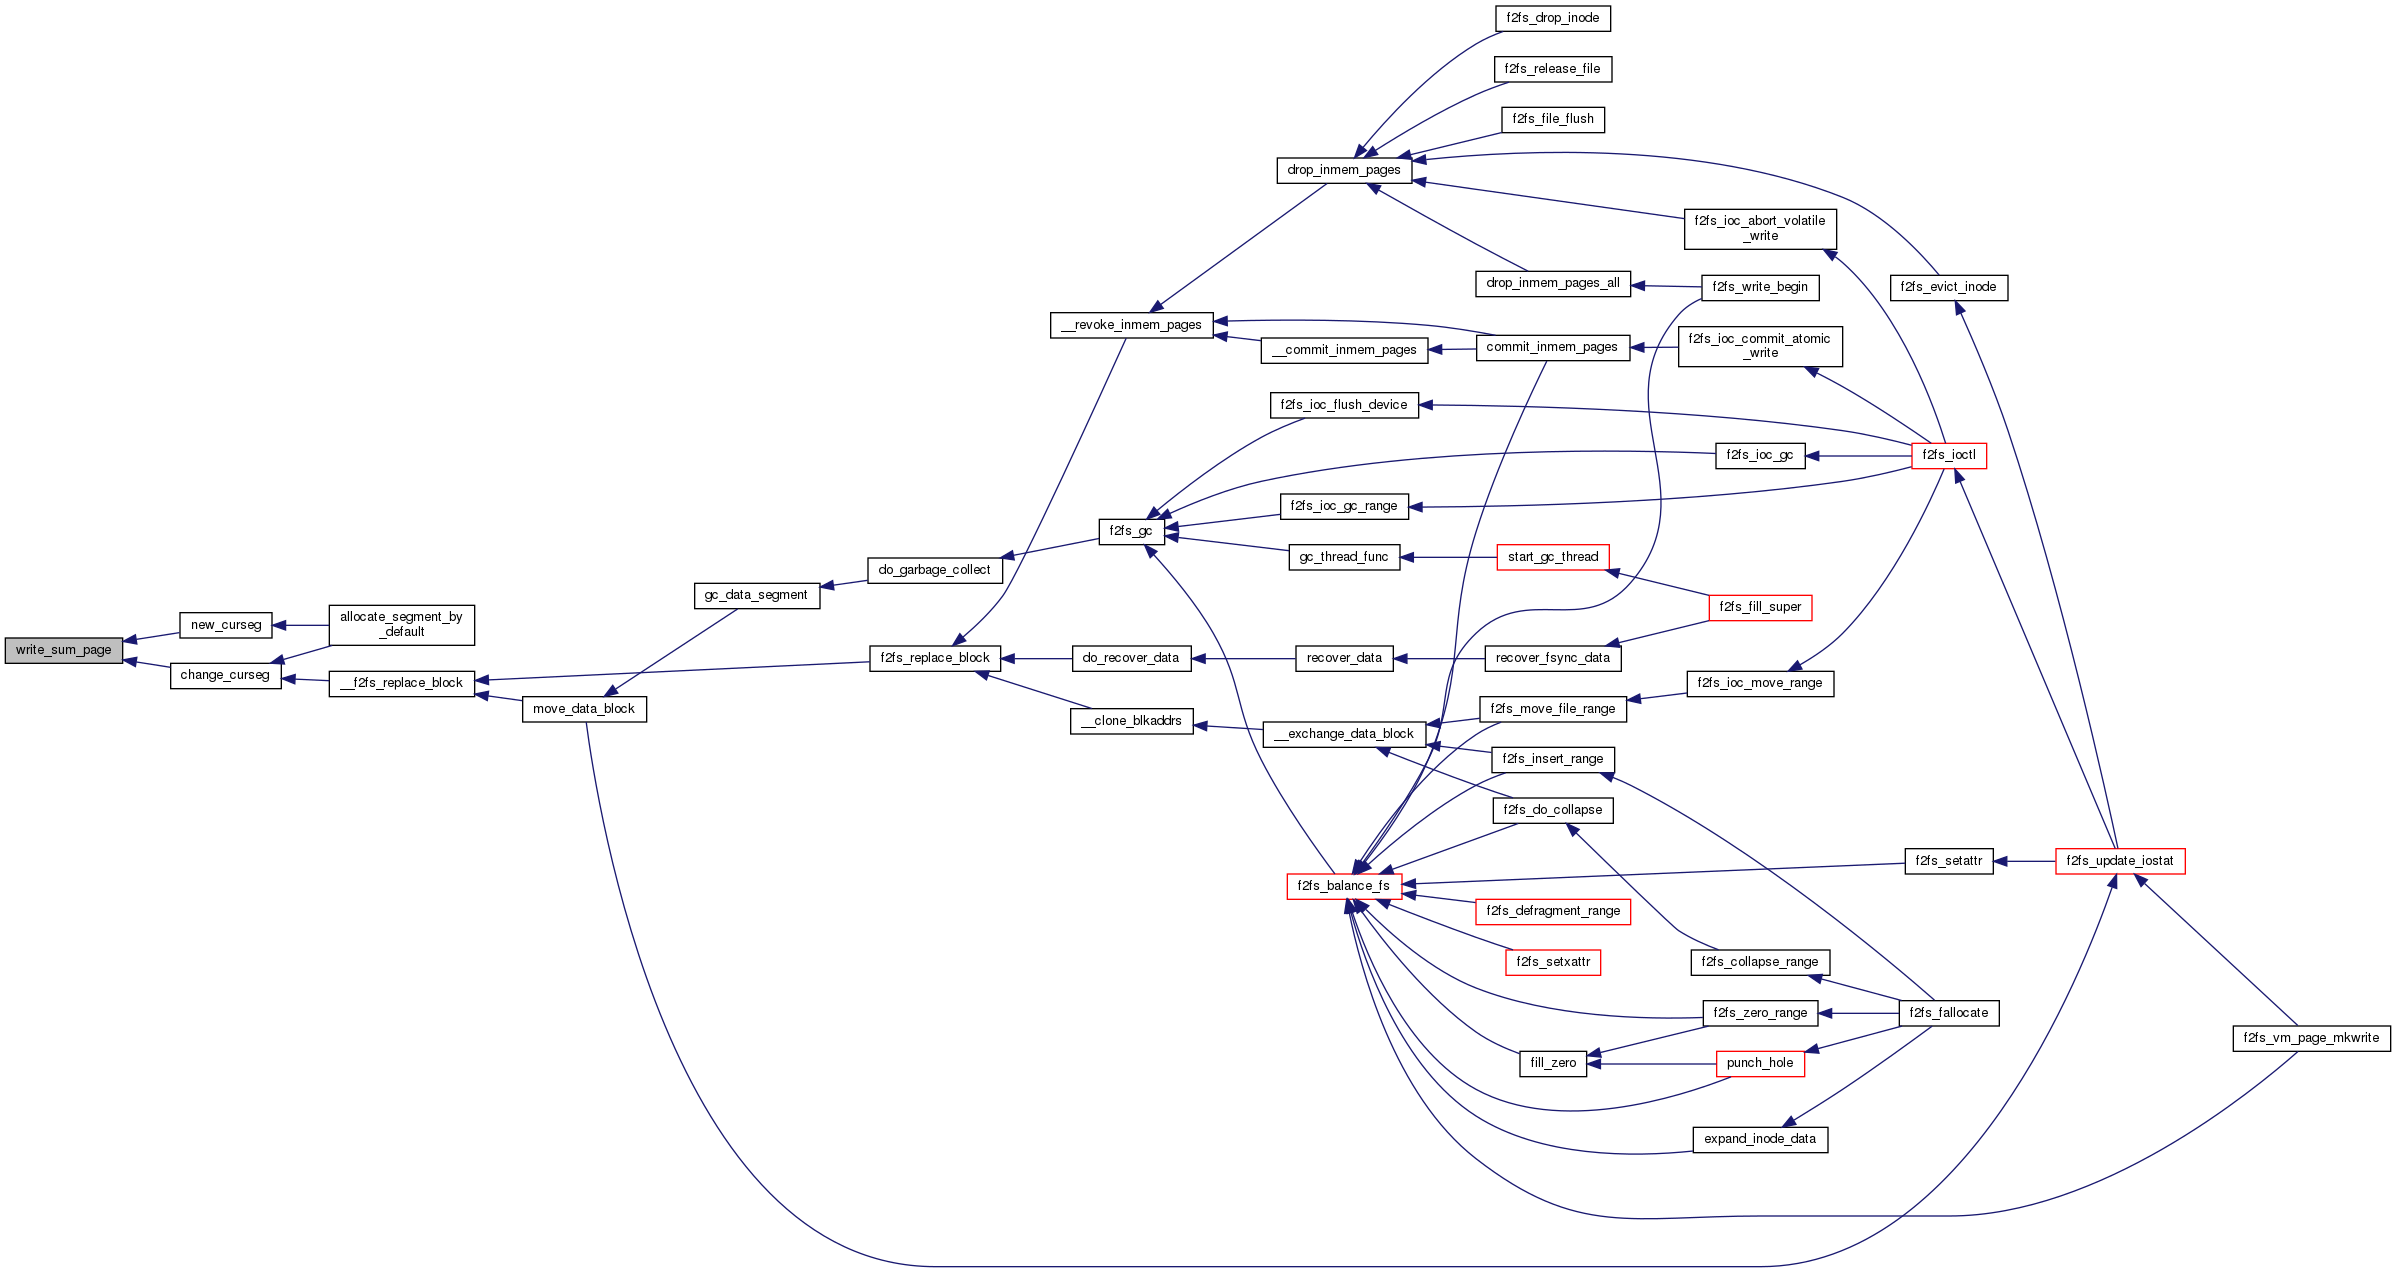 f2fs_drop_inode
f2fs_release_file
f2fs_file_flush
drop_inmem_pages
f2fs_ioc_abort_volatile
_write
drop_inmem_pages_all
f2fs_write_begin
f2fs_evict_inode
__revoke_inmem_pages
__commit_inmem_pages
commit_inmem_pages
f2fs_ioc_commit_atomic
_write
f2fs_ioc_flush_device
f2fs_ioc_gc
f2fs_ioctl
f2fs_ioc_gc_range
f2fs_gc
gc_thread_func
start_gc_thread
do_garbage_collect
gc_data_segment
f2fs_fill_super
new_curseg
allocate_segment_by
_default
write_sum_page
change_curseg
__f2fs_replace_block
move_data_block
f2fs_replace_block
do_recover_data
recover_data
recover_fsync_data
f2fs_ioc_move_range
__clone_blkaddrs
__exchange_data_block
f2fs_move_file_range
f2fs_insert_range
f2fs_do_collapse
f2fs_balance_fs
f2fs_setattr
f2fs_update_iostat
f2fs_defragment_range
f2fs_setxattr
f2fs_collapse_range
f2fs_zero_range
f2fs_fallocate
fill_zero
punch_hole
f2fs_vm_page_mkwrite
expand_inode_data